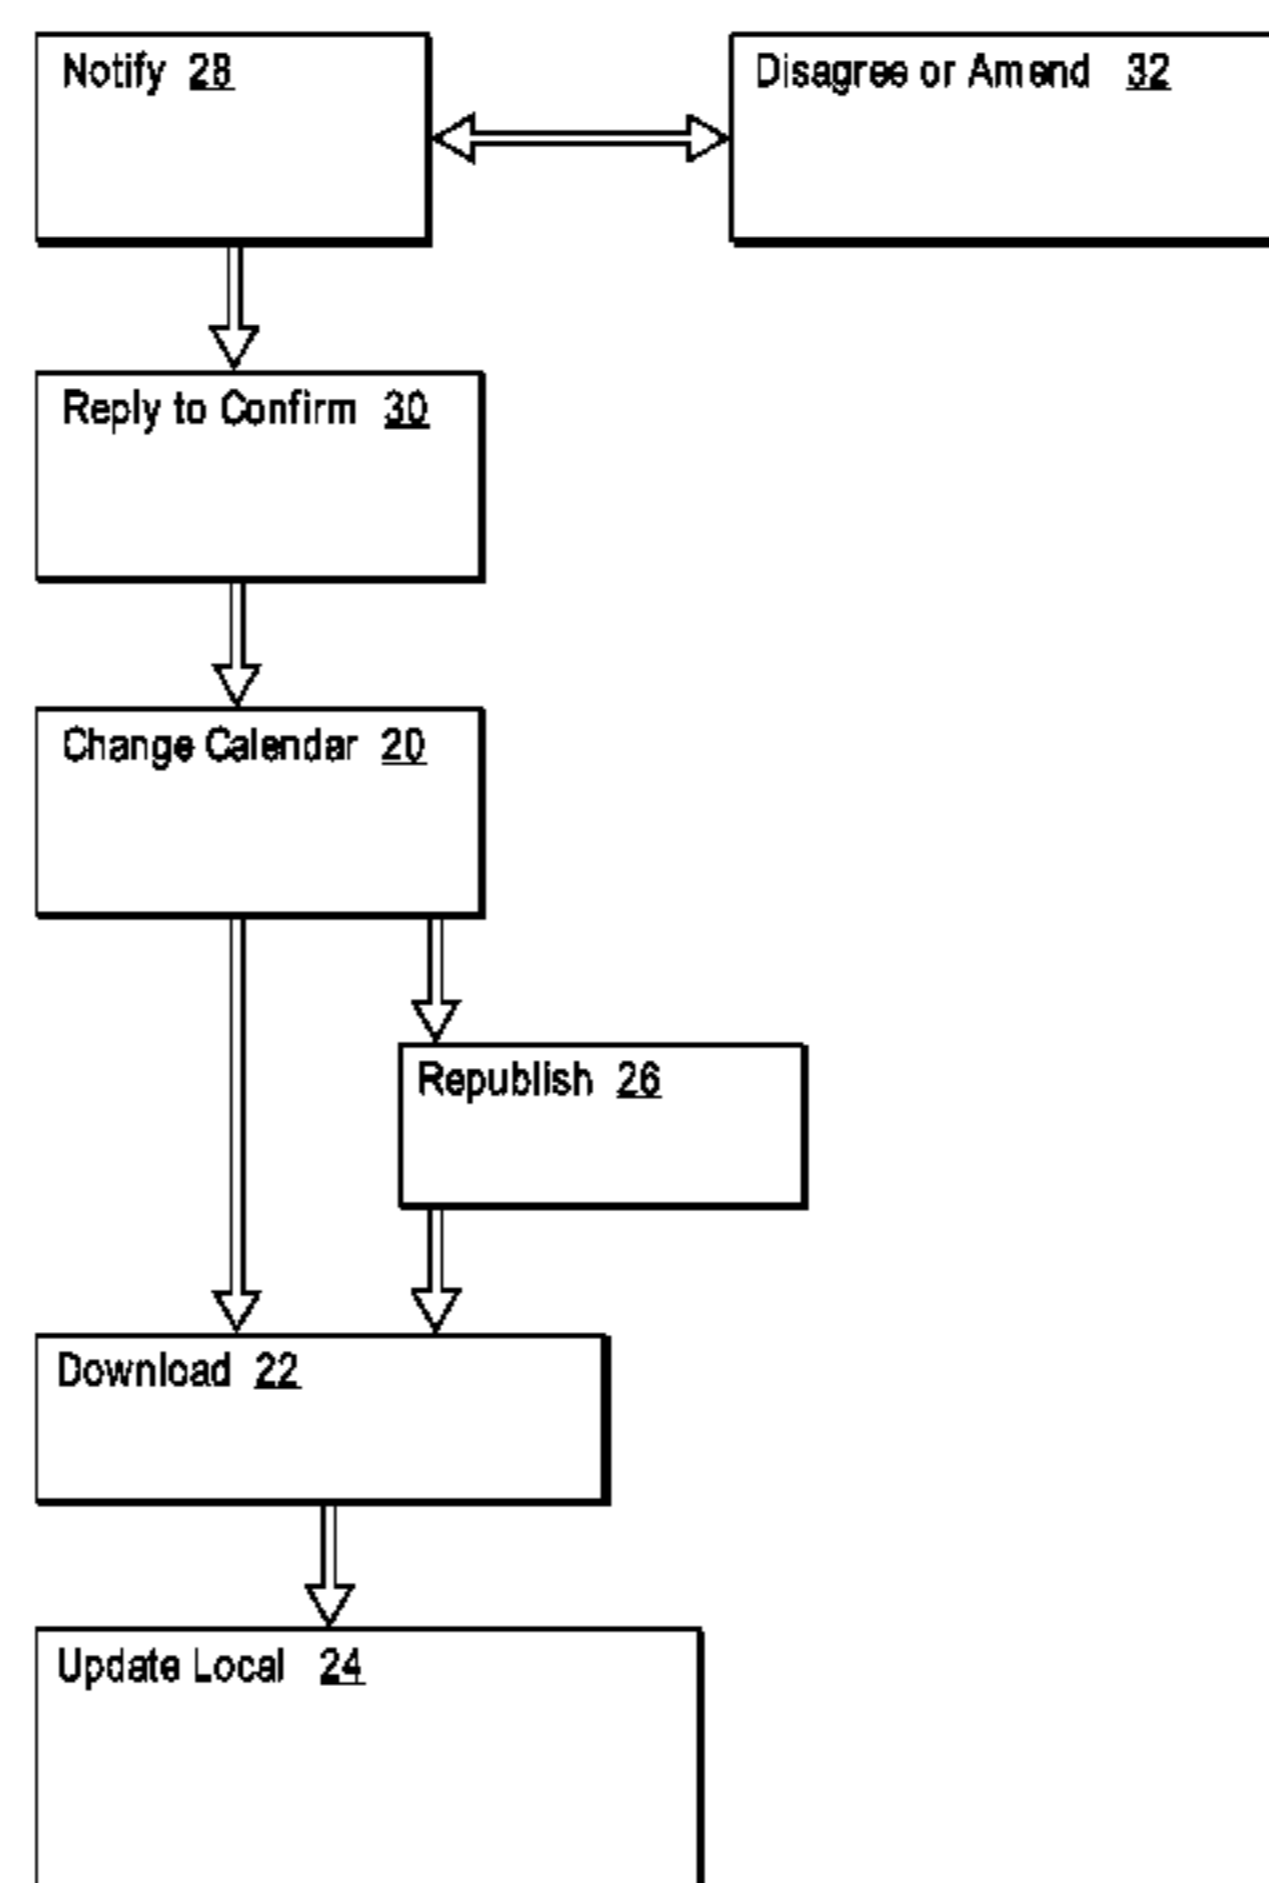 Notify 28
Disagree or Amend 32
Reply to Confirm 30
Change Calendar 20
Republish 26
Download 22
Update Local 24